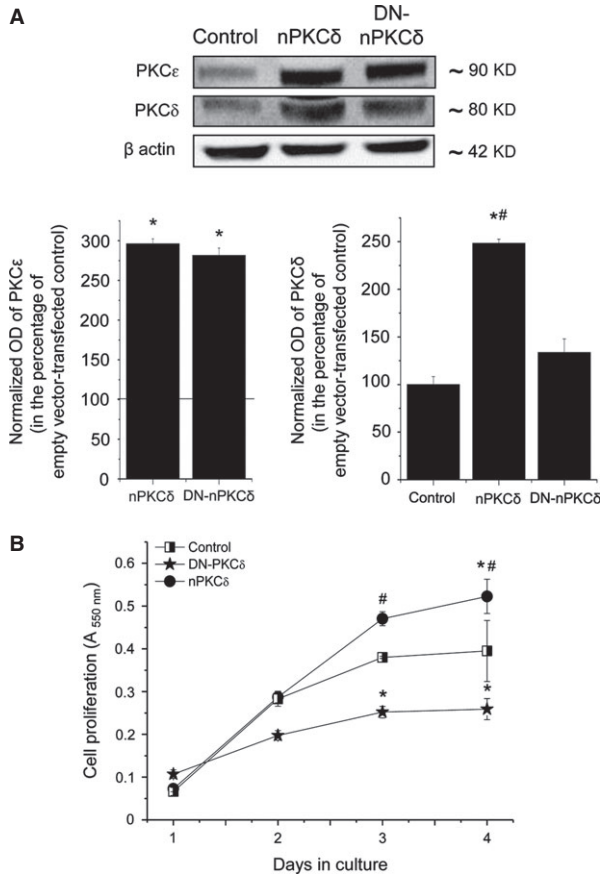 A
Control nPKCδ DN-
nPKCδ
PKCε ~ 90 KD
PKCδ ~ 80 KD
β actin ~ 42 KD
Normalized OD of PKCε
(in the percentage of
empty vector-transfected control)
300
250
200
150
100
50
0
* *
nPKCδ DN-nPKCδ
Normalized OD of PKCδ
(in the percentage of
empty vector-transfected control)
250
200
150
100
50
0
*#
Control nPKCδ DN-nPKCδ
B
Cell proliferation (A 550 nm)
0.6
0.5
0.4
0.3
0.2
0.1
0
Control
DN-PKCδ
nPKCδ
#
*#
*
*
1 2 3 4
Days in culture